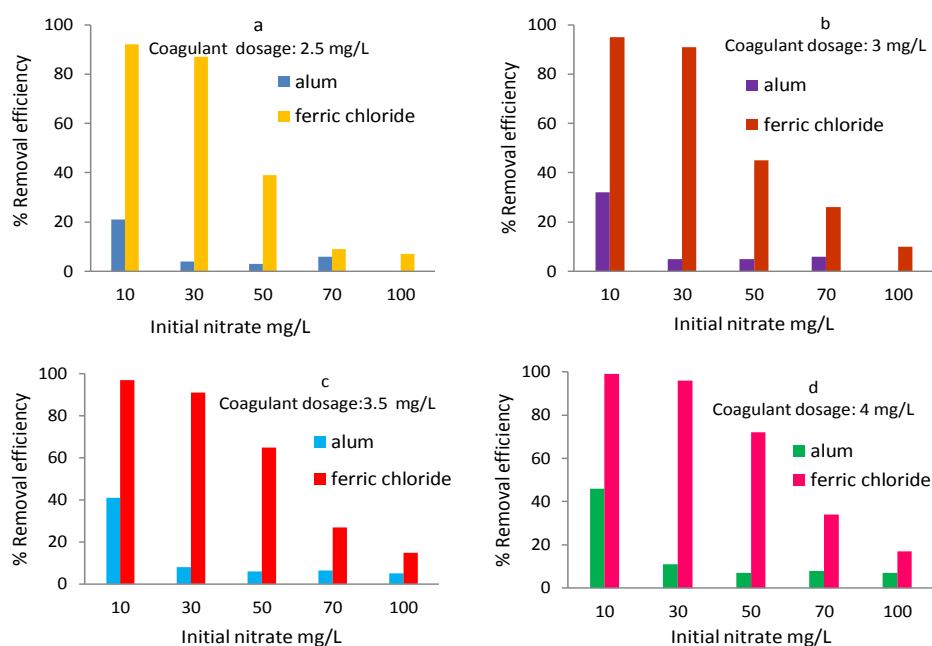 a
Coagulant dosage: 2.5 mg/L
alum
ferric chloride
% Removal efficiency
100
80
60
40
20
0
10 30 50 70 100
Initial nitrate mg/L
b
Coagulant dosage: 3 mg/L
alum
ferric chloride
% Removal efficiency
100
80
60
40
20
0
10 30 50 70 100
Initial nitrate mg/L
c
Coagulant dosage:3.5 mg/L
alum
ferric chloride
% Removal efficiency
100
80
60
40
20
0
10 30 50 70 100
Initial nitrate mg/L
d
Coagulant dosage: 4 mg/L
alum
ferric chloride
% Removal efficiency
100
80
60
40
20
0
10 30 50 70 100
Initial nitrate mg/L